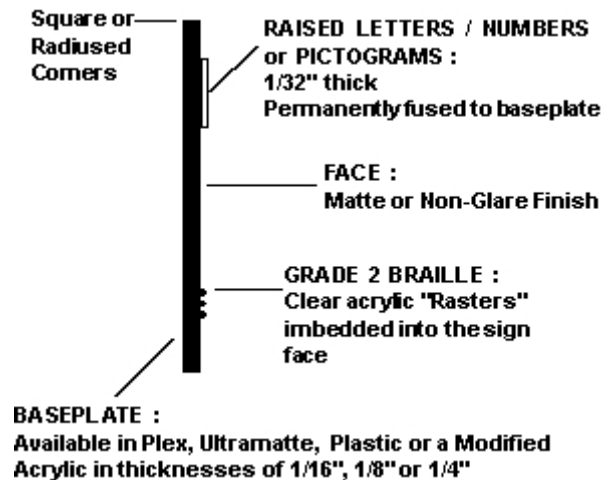 Square or
Radiused
Corners
RAISED LETTERS / NUMBERS
or PICTOGRAMS :
1/32" thick
Permanently fused to baseplate
FACE :
Matte or Non-Glare Finish
GRADE 2 BRAILLE :
Clear acrylic "Rasters"
imbedded into the sign
face
BASEPLATE :
Available in Plex, Ultramatte, Plastic or a Modified
Acrylic in thicknesses of 1/16", 1/8" or 1/4"